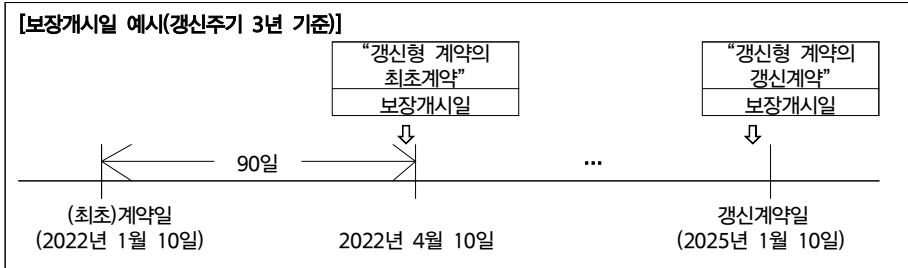 [보장개시일 예시(갱신주기 3년 기준)]
“갱신형 계약의
최초계약”
보장개시일
“갱신형 계약의
갱신계약”
보장개시일
90일
...
(최초)계약일
(2022년 1월 10일)
2022년 4월 10일
갱신계약일
(2025년 1월 10일)